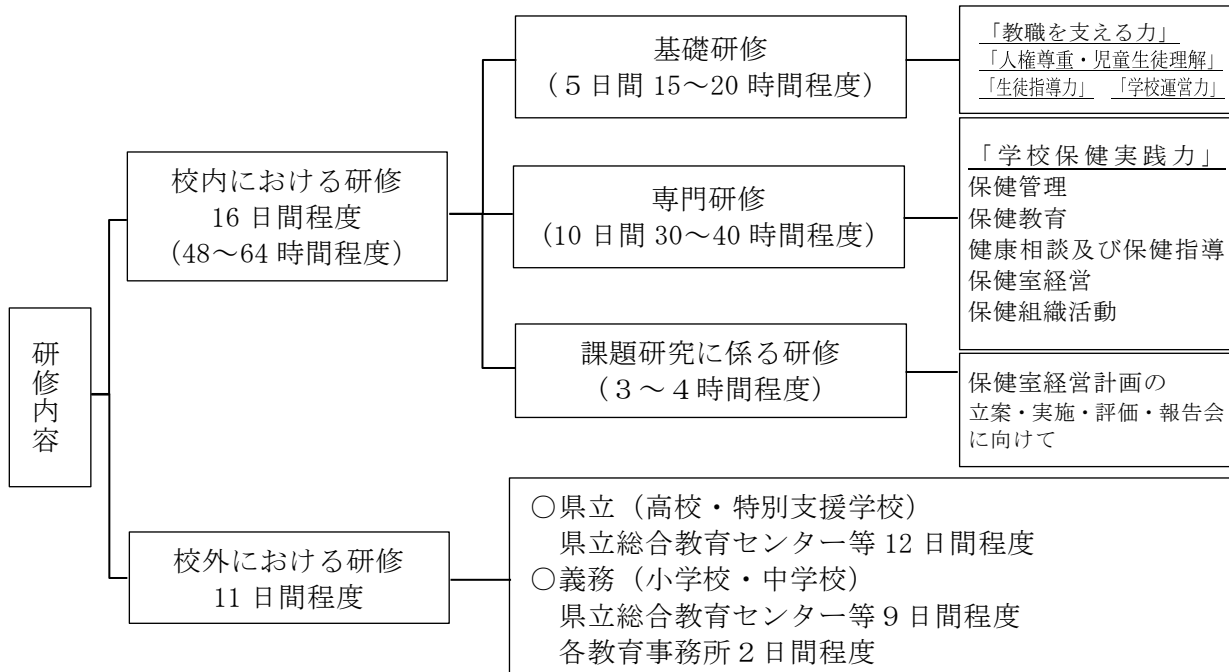 研修内容
校内における研修
16日間程度
(48～64時間程度)
基礎研修
(5日間 15～20時間程度)
「教職を支える力」
「人権尊重・児童生徒理解」
「生徒指導力」 「学校運営力」
専門研修
(10日間 30～40時間程度)
「学校保健実践力」
保健管理
保健教育
健康相談及び保健指導
保健室経営
保健組織活動
課題研究に係る研修
(３～４時間程度)
保健室経営計画の
立案・実施・評価・報告会
に向けて
校外における研修
11日間程度
○県立（高校・特別支援学校）
県立総合教育センター等12日間程度
○義務（小学校・中学校）
県立総合教育センター等９日間程度
各教育事務所２日間程度